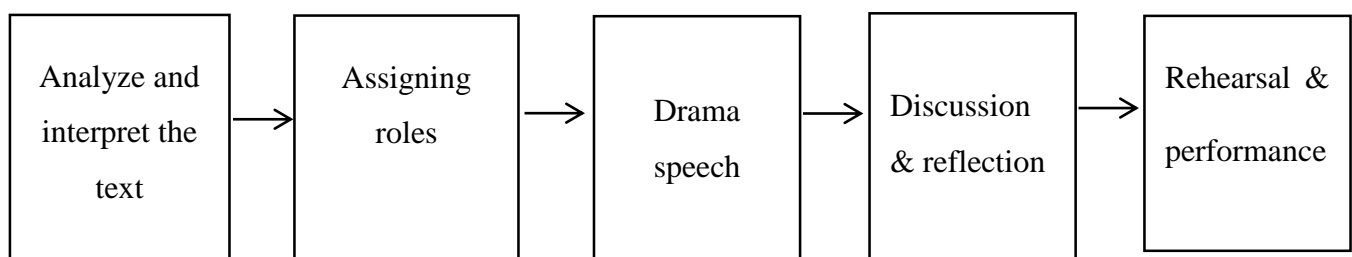 Analyze and
interpret the
text
Assigning
roles
Drama
speech
Discussion
& reflection
Rehearsal &
performance